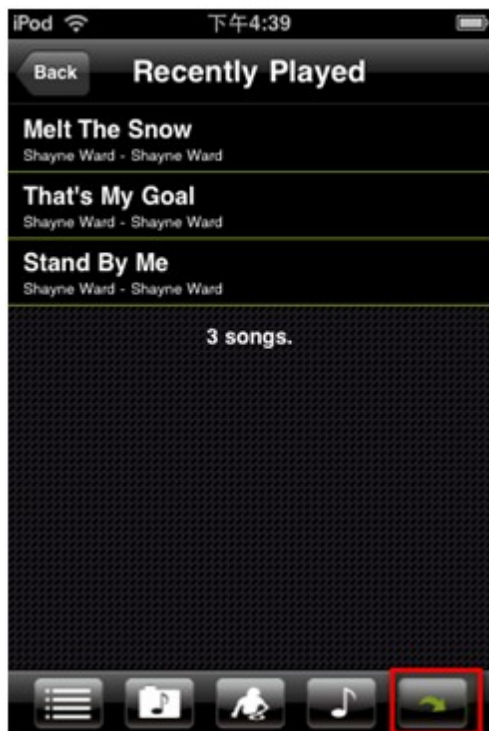 iPod 下午4:39
Back Recently Played
Melt The Snow
Shayne Ward - Shayne Ward
That's My Goal
Shayne Ward - Shayne Ward
Stand By Me
Shayne Ward - Shayne Ward
3 songs.